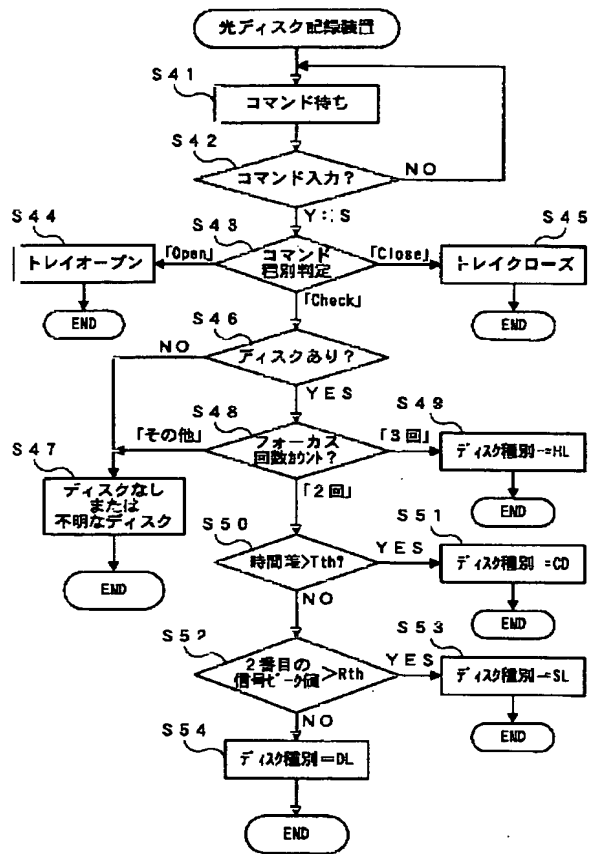 光ディスク記録装置
S41
コマンド待ち
S42
コマンド入力?
NO
S44
S43
S45
トレイオープン
「Open」
コマンド
判定
「Close」
トレイクローズ
END
「Check」
END
S46
NO
ディスクあり?
YES
S48
S49
「その他」
フォーカス
回数カウント?
「3回」
ディスク種別=HL
S47
ディスクなし
または
不明なディスク
「2回」
END
S50
S51
時間差>Tth?
YES
ディスク種別=CD
END
NO
END
S52
S53
2番目の
信号ピーク値>Rth
YES
ディスク種別=SL
NO
END
S54
ディスク種別=DL
END